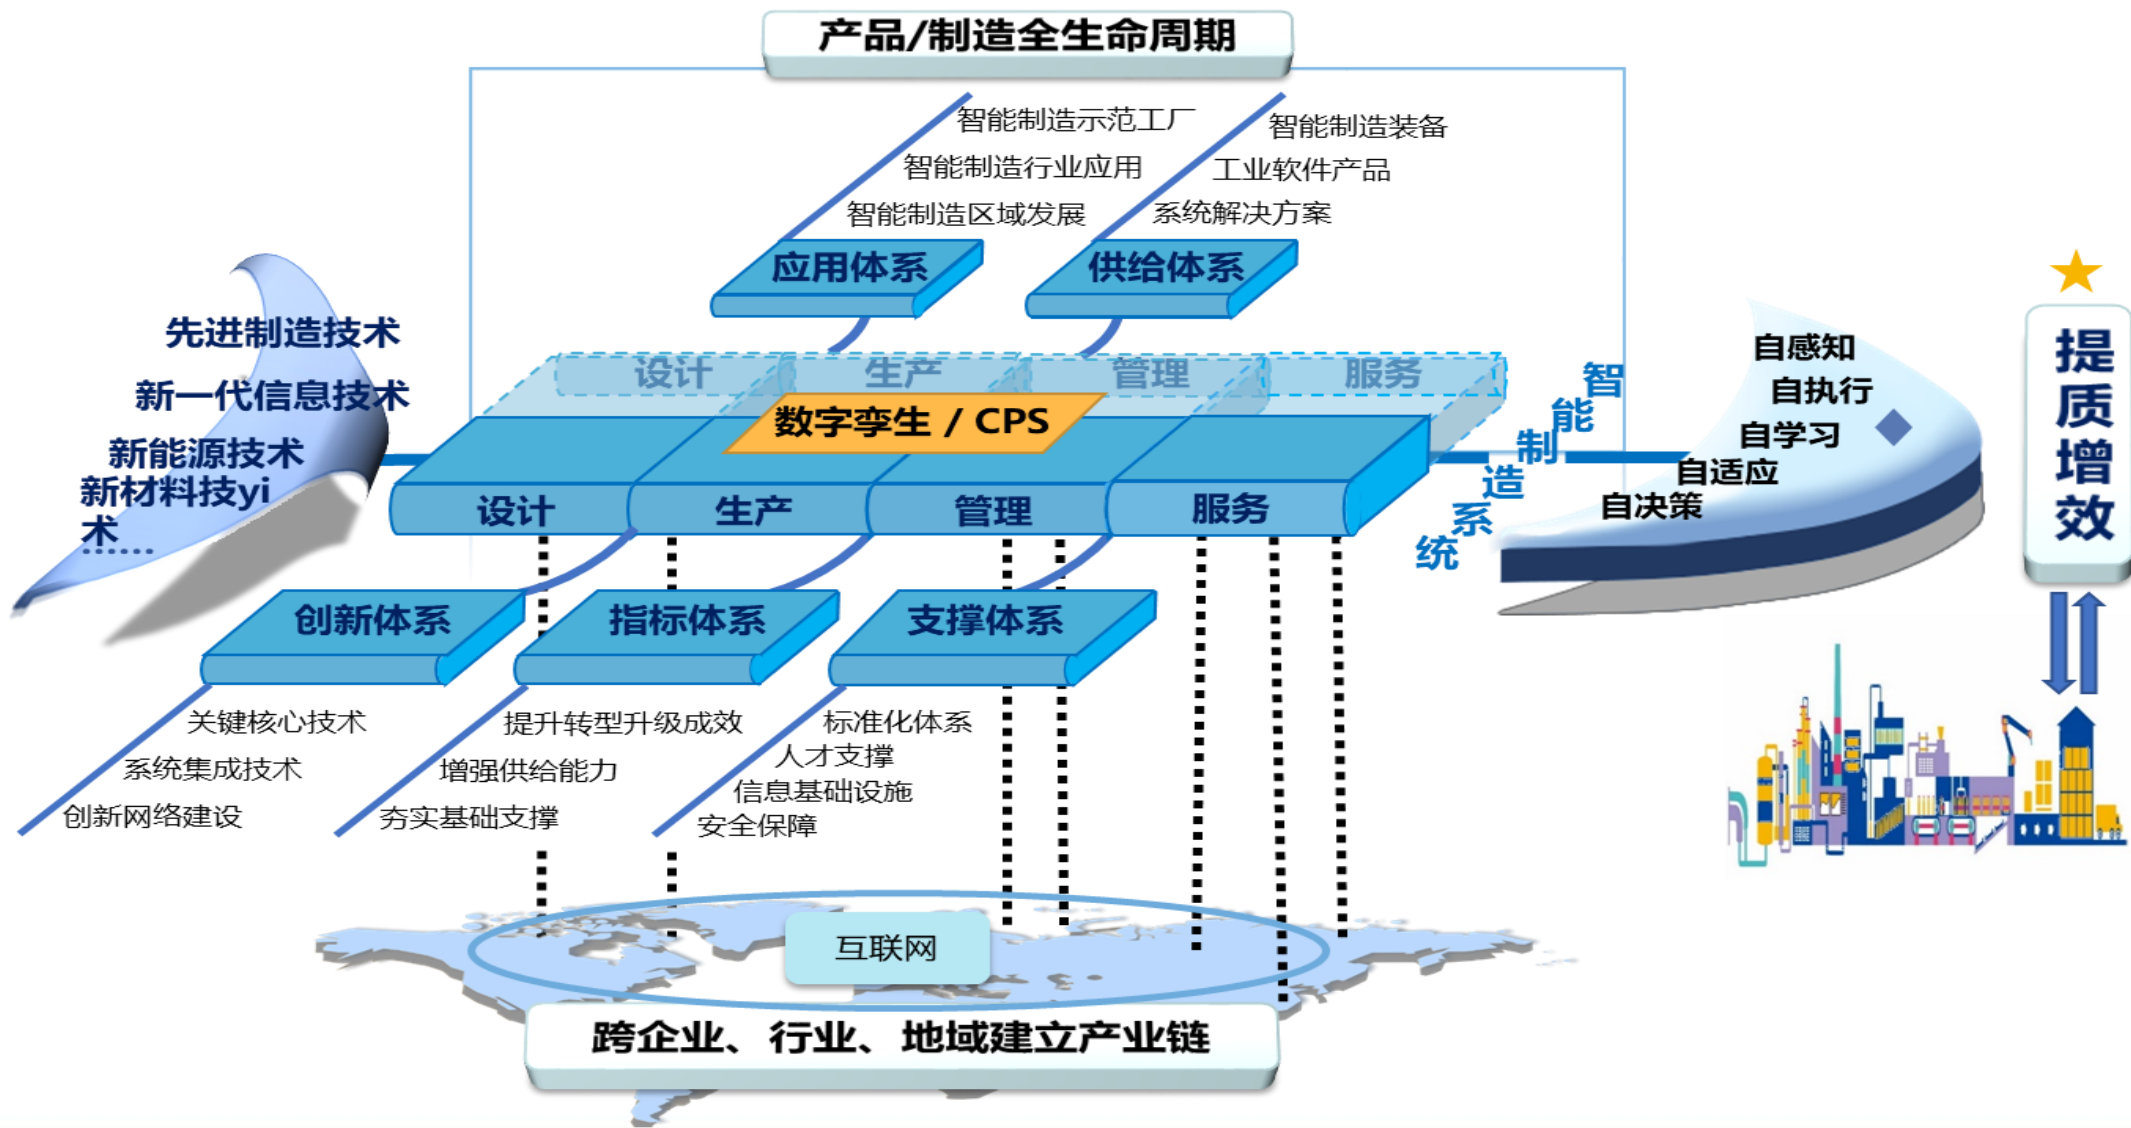 产品/制造全生命周期
智能制造示范工厂
智能制造行业应用
智能制造区域发展
应用体系
智能制造装备
工业软件产品
系统解决方案
供给体系
先进制造技术
新一代信息技术
新能源技术
新材料技yi
术
......
设计
生产
管理
服务
数字孪生 / CPS
设计
生产
管理
服务
智能制造系统
自感知
自执行
自学习
自适应
自决策
提质增效
创新体系
关键核心技术
系统集成技术
创新网络建设
指标体系
提升转型升级成效
增强供给能力
夯实基础支撑
支撑体系
标准化体系
人才支撑
信息基础设施
安全保障
互联网
跨企业、行业、地域建立产业链